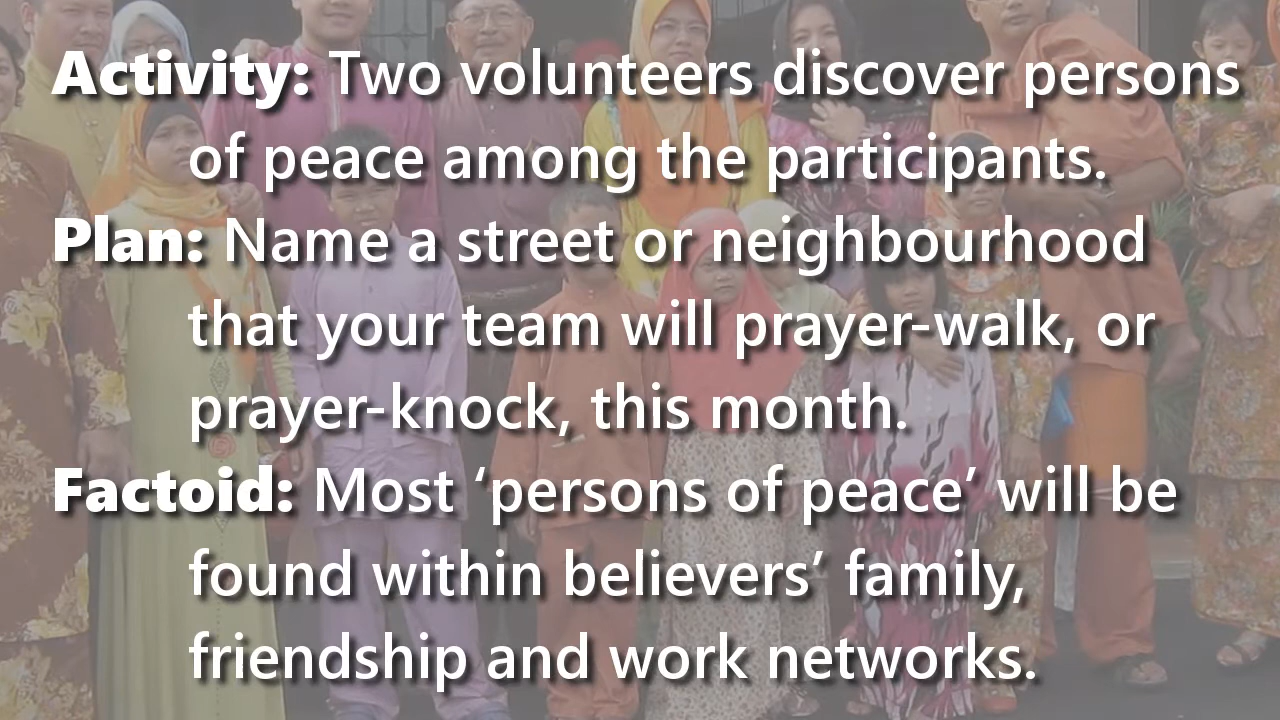 Activity: Two volunteers discover persons
of peace among the participants.
Plan: Name a street or neighbourhood
that your team will prayer-walk, or
prayer-knock, this month.
Factoid: Most ‘persons of peace’ will be
found within believers’ family,
friendship and work networks.